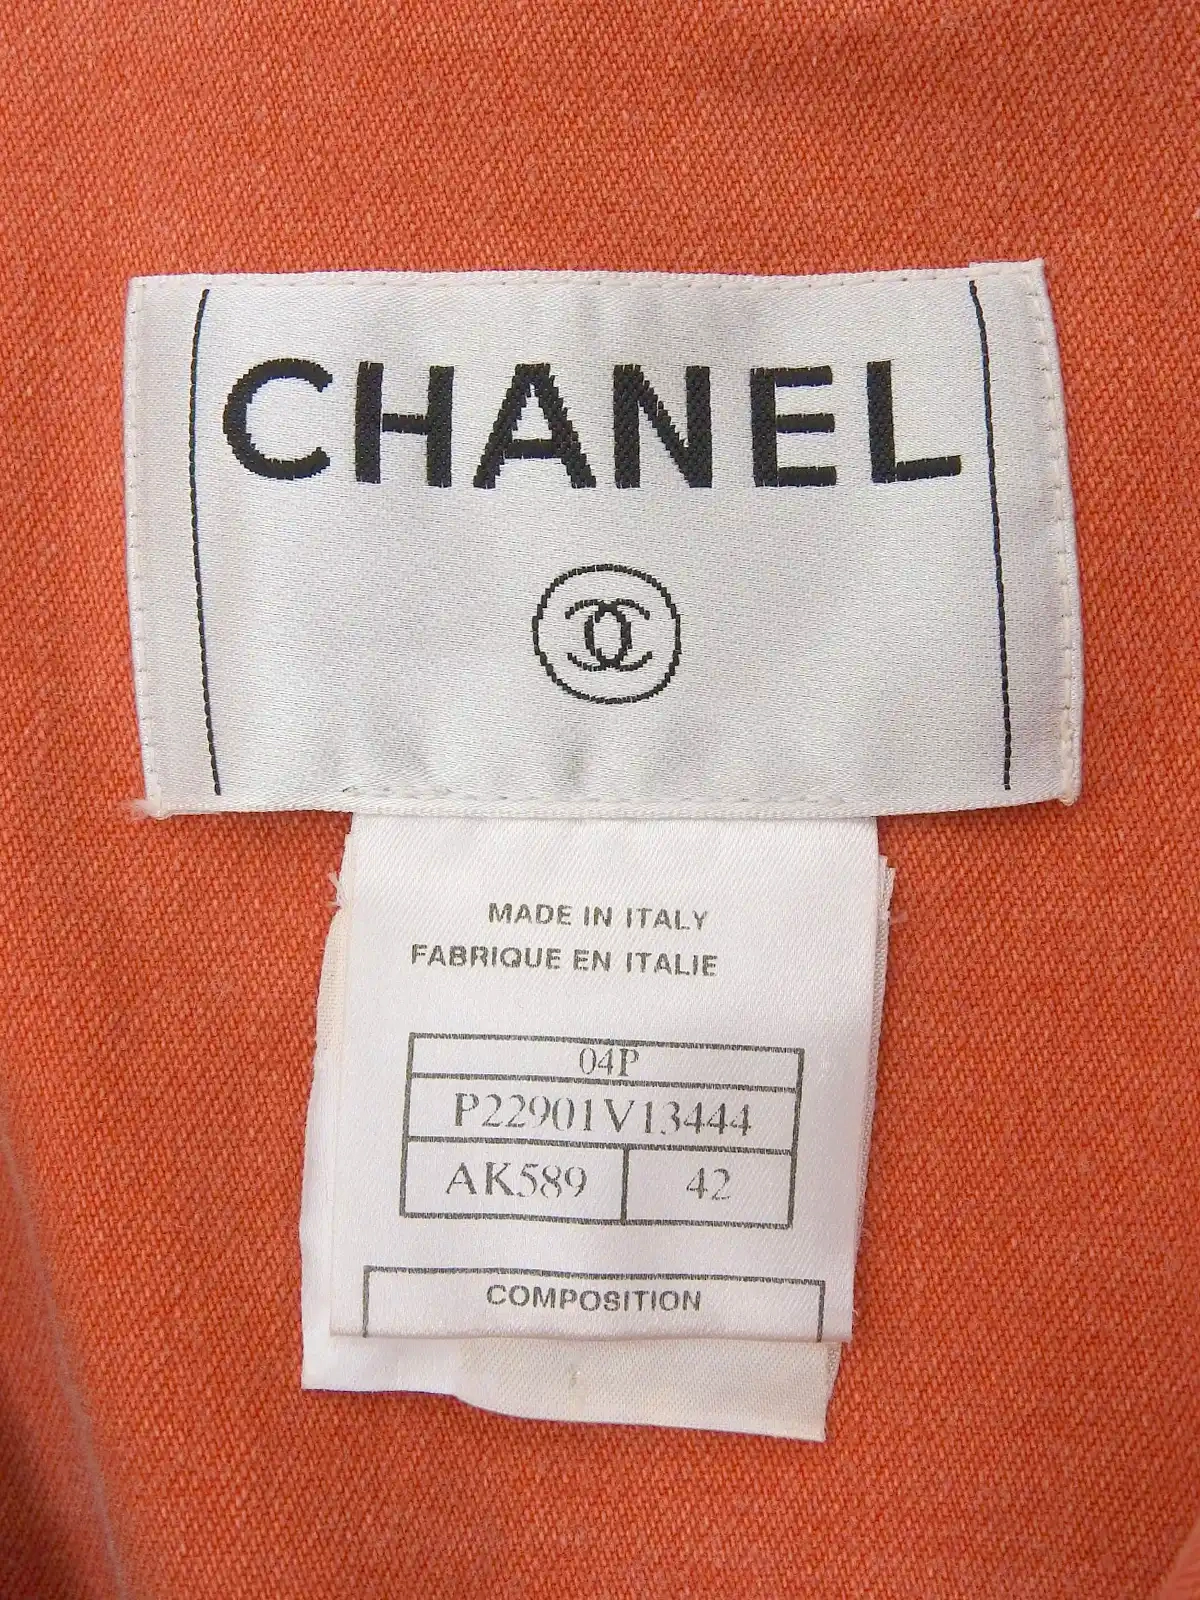 CHANEL
MADE IN ITALY
FABRIQUE EN ITALIE
04P
P22901V13444
AK589 42
COMPOSITION